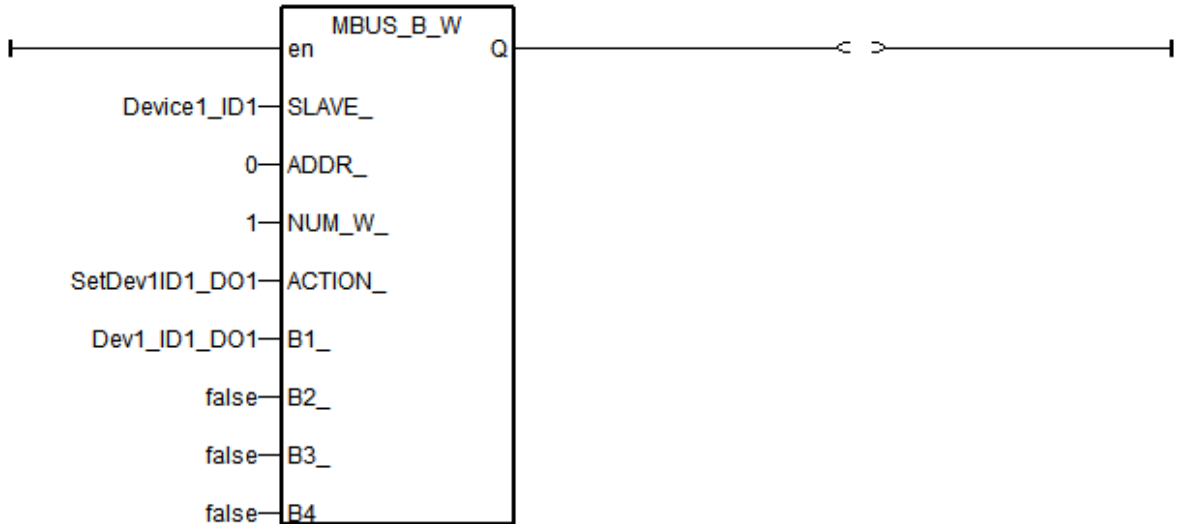 MBUS_B_W
en Q
Device1_ID1 SLAVE_
0 ADDR_
1 NUM_W_
SetDev1ID1_DO1 ACTION_
Dev1_ID1_DO1 B1_
false B2_
false B3_
false B4